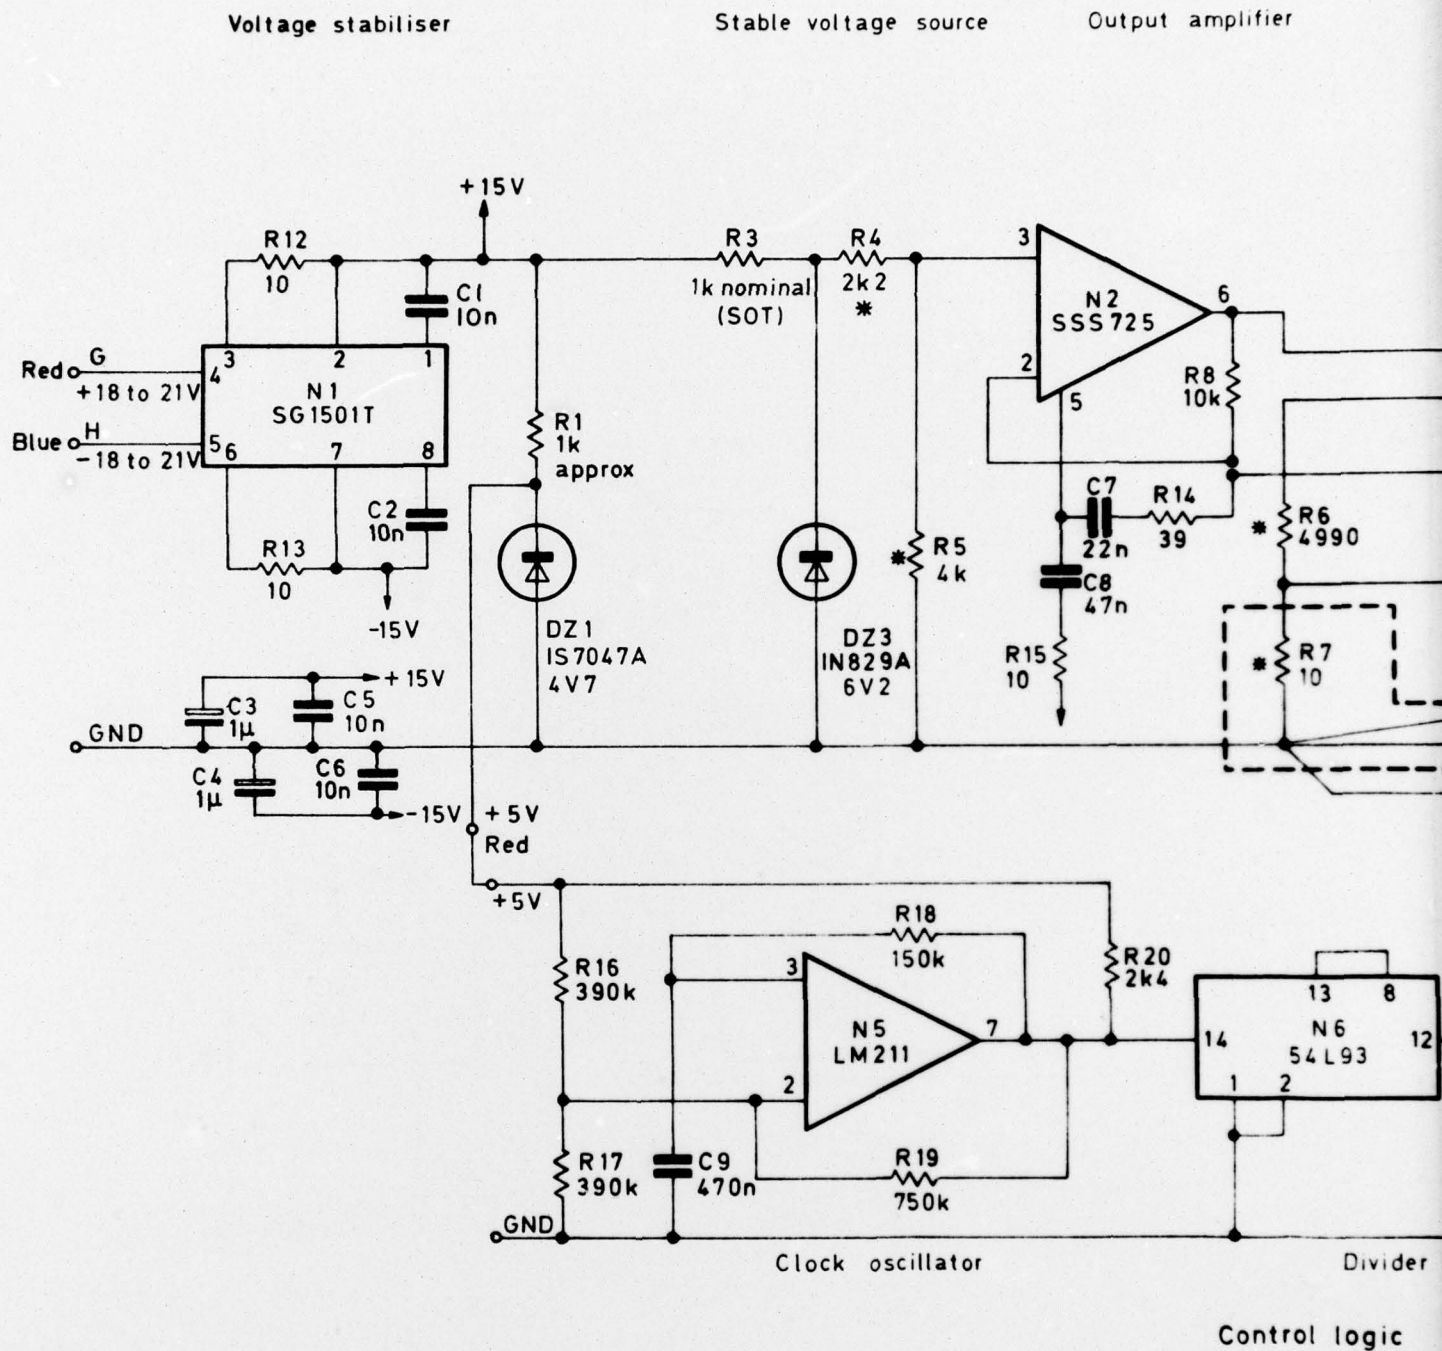 Voltage stabiliser
Stable voltage source
Output amplifier
+15V
R12
10
C1
10n
R3
1k nominal
(SOT)
R4
2k2
*
3
N2
SSS725
6
2
5
R8
10k
Red
G
+18 to 21V
Blue
H
-18 to 21V
3
2
1
4
N1
SG1501T
5
6
7
8
R1
1k
approx
C2
10n
R13
10
-15V
C7
22n
R14
39
*
R6
4990
*
R5
4k
C8
47n
DZ1
IS7047A
4V7
DZ3
IN829A
6V2
R15
10
*
R7
10
+15V
C3
1µ
C5
10n
GND
C4
1µ
C6
10n
-15V
+5V
Red
+5V
R18
150k
R16
390k
3
N5
LM211
7
2
R20
2k4
13
8
14
N6
54L93
12
1
2
R17
390k
C9
470n
R19
750k
GND
Clock oscillator
Divider
Control logic